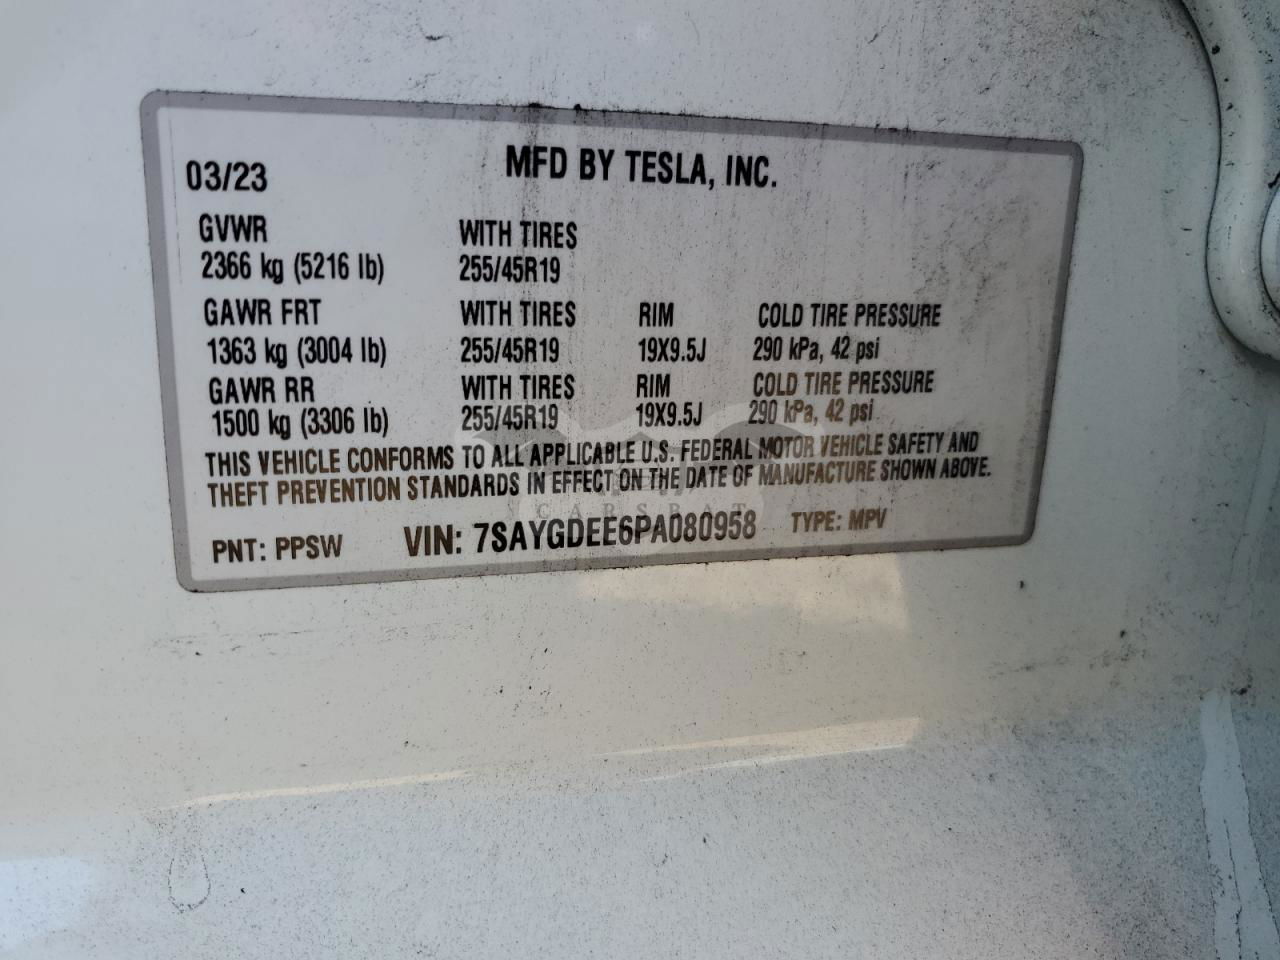 03/23 MFD BY TESLA, INC.
GVWR WITH TIRES
2366 kg (5216 lb) 255/45R19
GAWR FRT WITH TIRES RIM COLD TIRE PRESSURE
1363 kg (3004 lb) 255/45R19 19X9.5J 290 kPa, 42 psi
GAWR RR WITH TIRES RIM COLD TIRE PRESSURE
1500 kg (3306 lb) 255/45R19 19X9.5J 290 kPa, 42 psi
THIS VEHICLE CONFORMS TO ALL APPLICABLE U.S. FEDERAL MOTOR VEHICLE SAFETY AND
THEFT PREVENTION STANDARDS IN EFFECT ON THE DATE OF MANUFACTURE SHOWN ABOVE.
CARSBAT
PNT: PPSW VIN: 7SAYGDEE6PA080958 TYPE: MPV